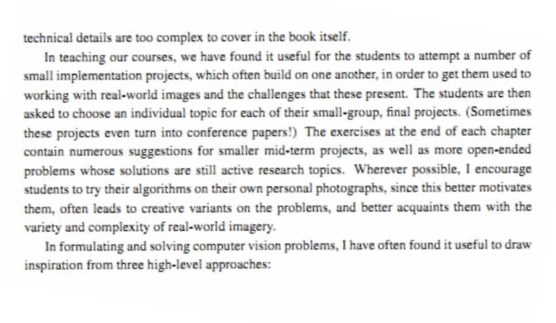 technical details are too complex to cover in the book itself.
In teaching our courses, we have found it useful for the students to attempt a number of
small implementation projects, which often build on one another, in order to get them used to
working with real-world images and the challenges that these present. The students are then
asked to choose an individual topic for each of their small-group, final projects. (Sometimes
these projects even turn into conference papers!) The exercises at the end of each chapter
contain numerous suggestions for smaller mid-term projects, as well as more open-ended
problems whose solutions are still active research topics. Wherever possible, I encourage
students to try their algorithms on their own personal photographs, since this better motivates
them, often leads to creative variants on the problems, and better acquaints them with the
variety and complexity of real-world imagery.
In formulating and solving computer vision problems, I have often found it useful to draw
inspiration from three high-level approaches: